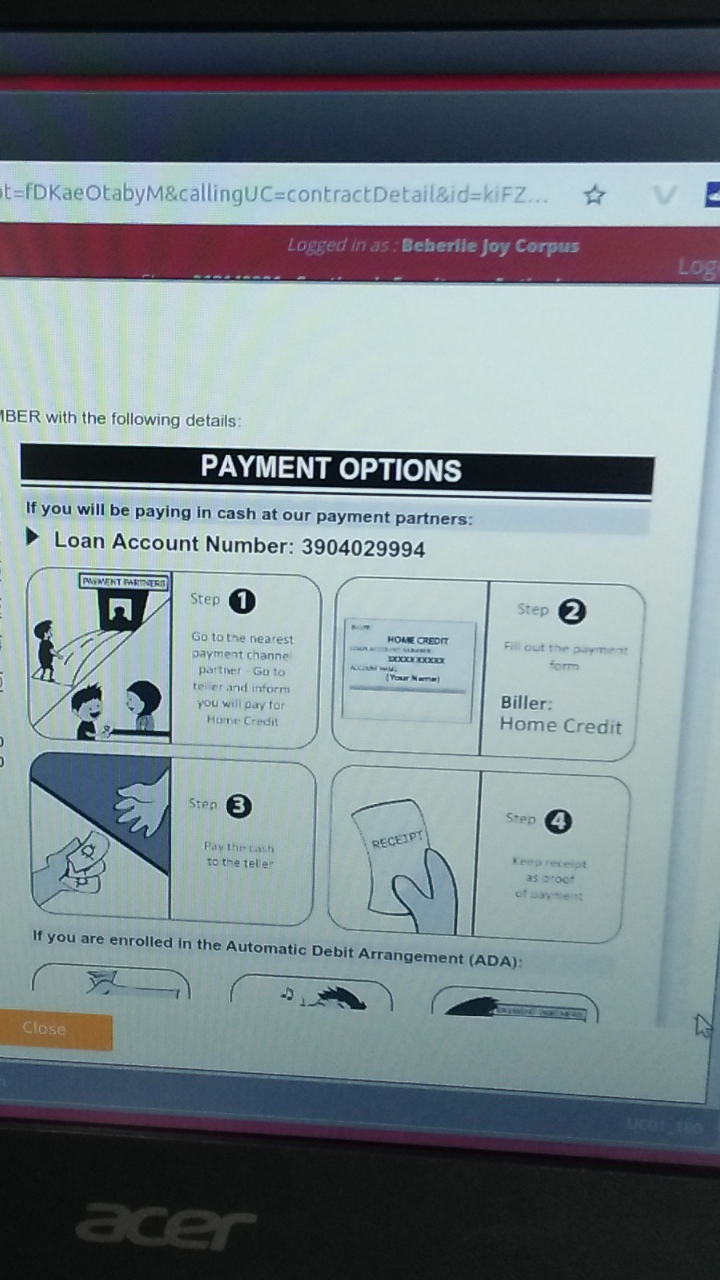 ot=fDKaeOtabyM&callingUC=contractDetail&id=kiFZ...
Logged in as : Beberlie Joy Corpus
Log
MBER with the following details:
PAYMENT OPTIONS
If you will be paying in cash at our payment partners:
Loan Account Number: 3904029994
PAYMENT PARTNERS
Step 1
Go to the nearest
payment channel
partner - Go to
teller and inform
you will pay for
Home Credit
HOME CREDIT
XXXXX XXXXX
(Your Name)
Step 2
Fill out the payment
form
Biller:
Home Credit
Step 3
Pay the cash
to the teller
RECEIPT
Step 4
Keep receipt
as proof
of payment
If you are enrolled in the Automatic Debit Arrangement (ADA):
PAYMENT PARTNERS
Close
acer